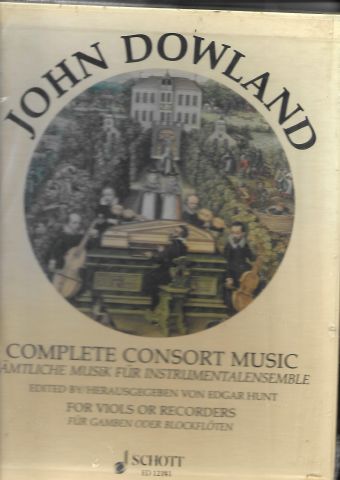 JOHN DOWLAND
COMPLETE CONSORT MUSIC
ÄMTLICHE MUSIK FÜR INSTRUMENTALENSEMBLE
EDITED BY/HERAUSGEGEBEN VON EDGAR HUNT
FOR VIOLS OR RECORDERS
FÜR GAMBEN ODER BLOCKFLÖTEN
SCHOTT
ED